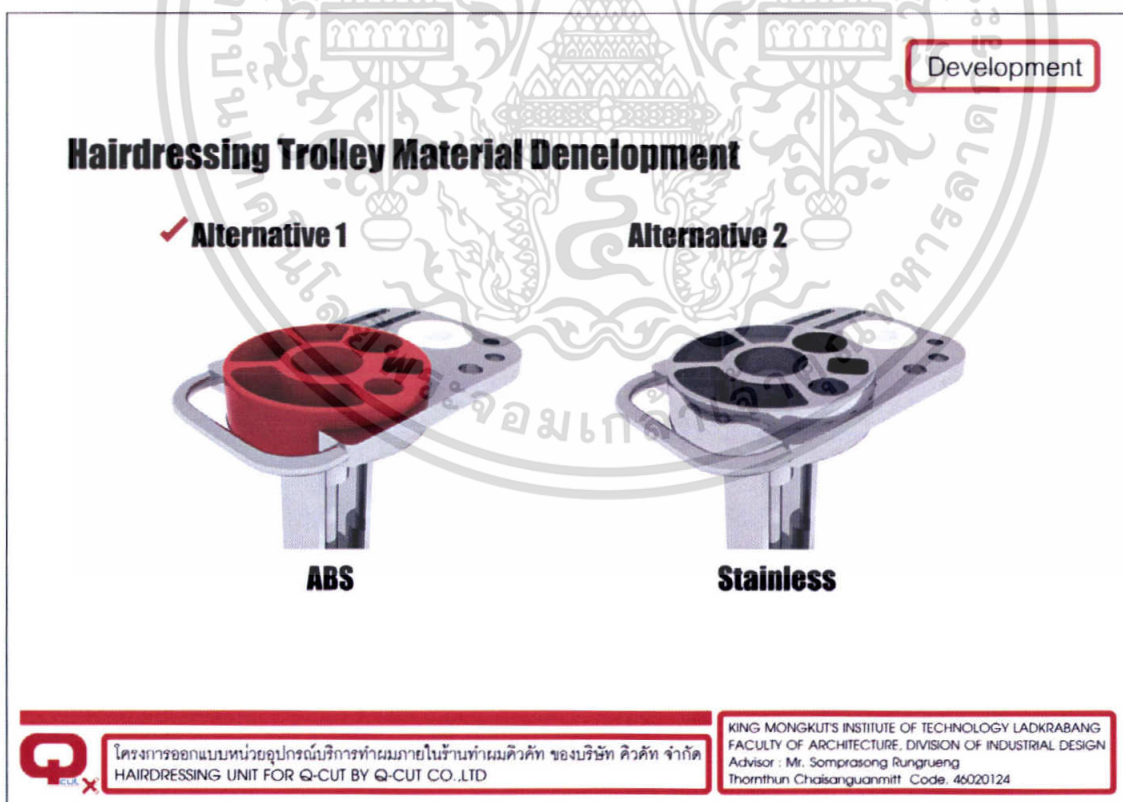 Development
Hairdressing Trolley Material Denelopment
Alternative 1
Alternative 2
ABS
Stainless
Q CUT X
โครงการออกแบบหน่วยอุปกรณ์บริการทำผมภายในร้านทำผมคิวคัท ของบริษัท คิวคัท จำกัด
HAIRDRESSING UNIT FOR Q-CUT BY Q-CUT CO.,LTD
KING MONGKUT'S INSTITUTE OF TECHNOLOGY LADKRABANG
FACULTY OF ARCHITECTURE, DIVISION OF INDUSTRIAL DESIGN
Advisor : Mr. Somprasong Rungrueng
Thornthun Chaisanguanmitt Code. 46020124